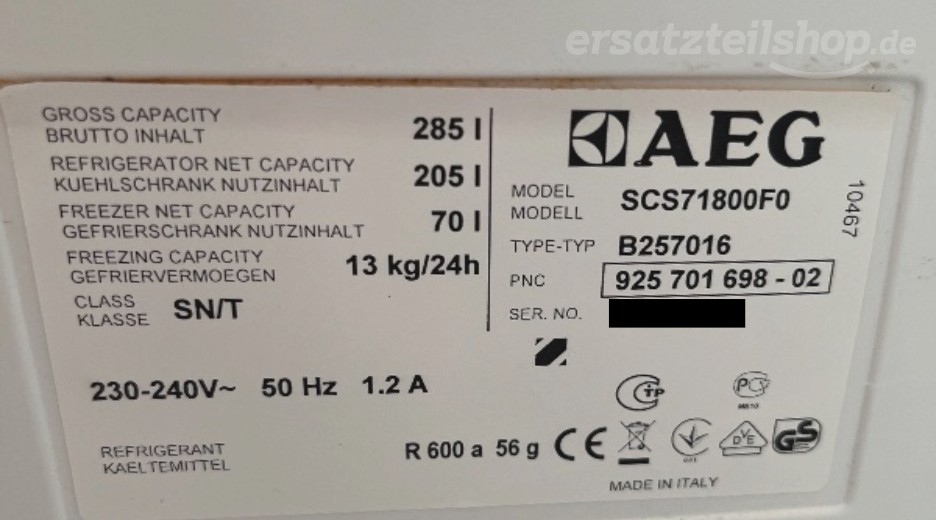 ersatzteilshop.de
GROSS CAPACITY
BRUTTO INHALT
285 l
REFRIGERATOR NET CAPACITY
KUEHLSCHRANK NUTZINHALT
205 l
FREEZER NET CAPACITY
GEFRIERSCHRANK NUTZINHALT
70 l
FREEZING CAPACITY
GEFRIERVERMOEGEN
13 kg/24h
CLASS
KLASSE
SN/T
AEG
MODEL
MODELL
SCS71800F0
TYPE-TYP B257016
PNC 925 701 698 - 02
SER. NO.
10467
230-240V~ 50 Hz 1.2 A
REFRIGERANT
KAELTEMITTEL
R 600 a 56 g
CE
DVE
GS
MADE IN ITALY